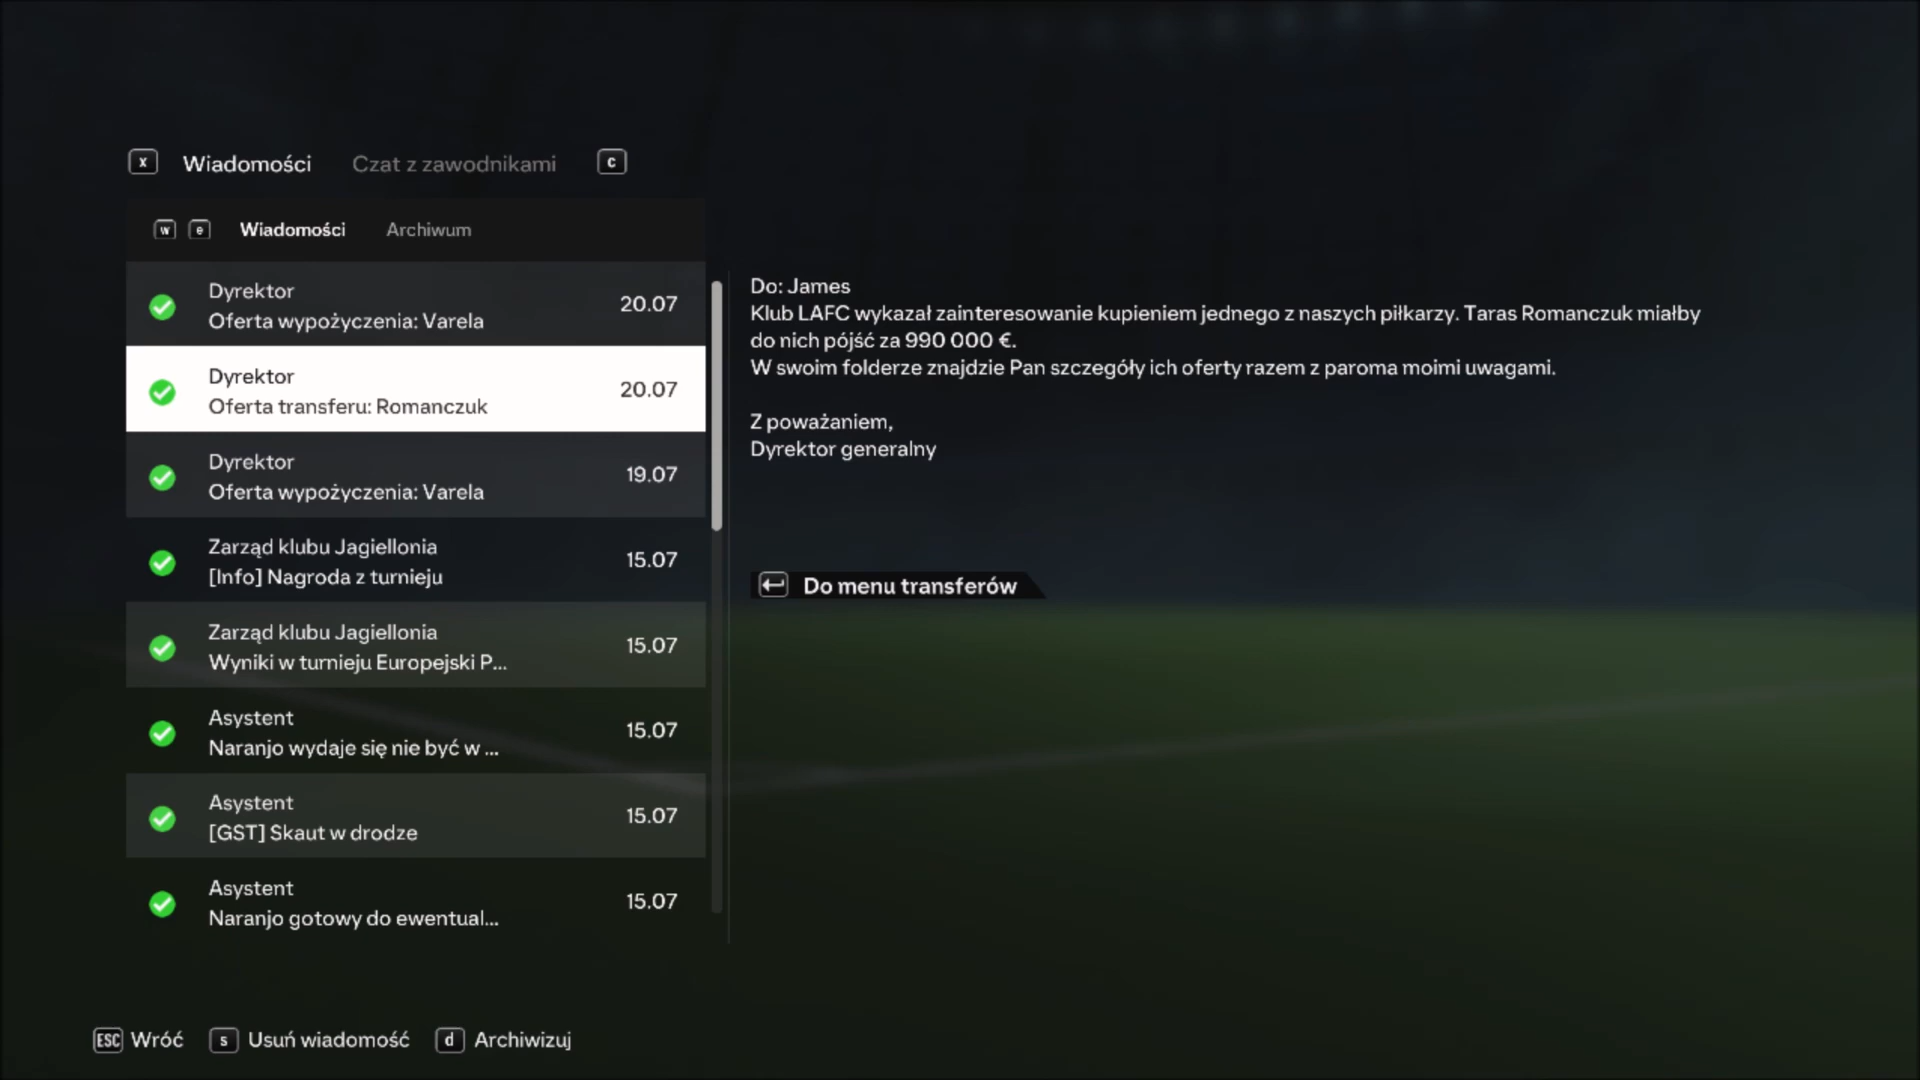 x Wiadomości Czat z zawodnikami c
w e Wiadomości Archiwum
Dyrektor
Oferta wypożyczenia: Varela
20.07
Dyrektor
Oferta transferu: Romanczuk
20.07
Dyrektor
Oferta wypożyczenia: Varela
19.07
Zarząd klubu Jagiellonia
[Info] Nagroda z turnieju
15.07
Zarząd klubu Jagiellonia
Wyniki w turnieju Europejski P...
15.07
Asystent
Naranjo wydaje się nie być w ...
15.07
Asystent
[GST] Skaut w drodze
15.07
Asystent
Naranjo gotowy do ewentual...
15.07
Do: James
Klub LAFC wykazał zainteresowanie kupieniem jednego z naszych piłkarzy. Taras Romanczuk miałby
do nich pójść za 990 000 €.
W swoim folderze znajdzie Pan szczegóły ich oferty razem z paroma moimi uwagami.
Z poważaniem,
Dyrektor generalny
Do menu transferów
ESC Wróć s Usuń wiadomość d Archiwizuj